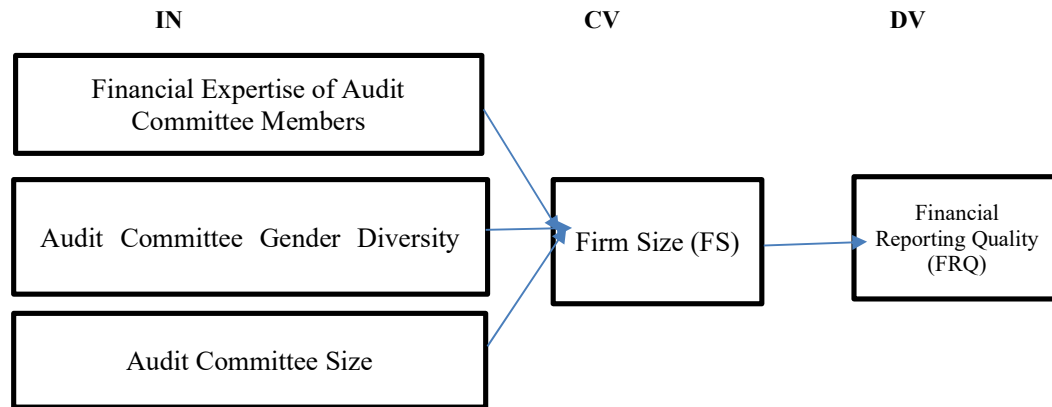 IN CV DV
Financial Expertise of Audit
Committee Members
Audit Committee Gender Diversity
Audit Committee Size
Firm Size (FS)
Financial
Reporting Quality
(FRQ)